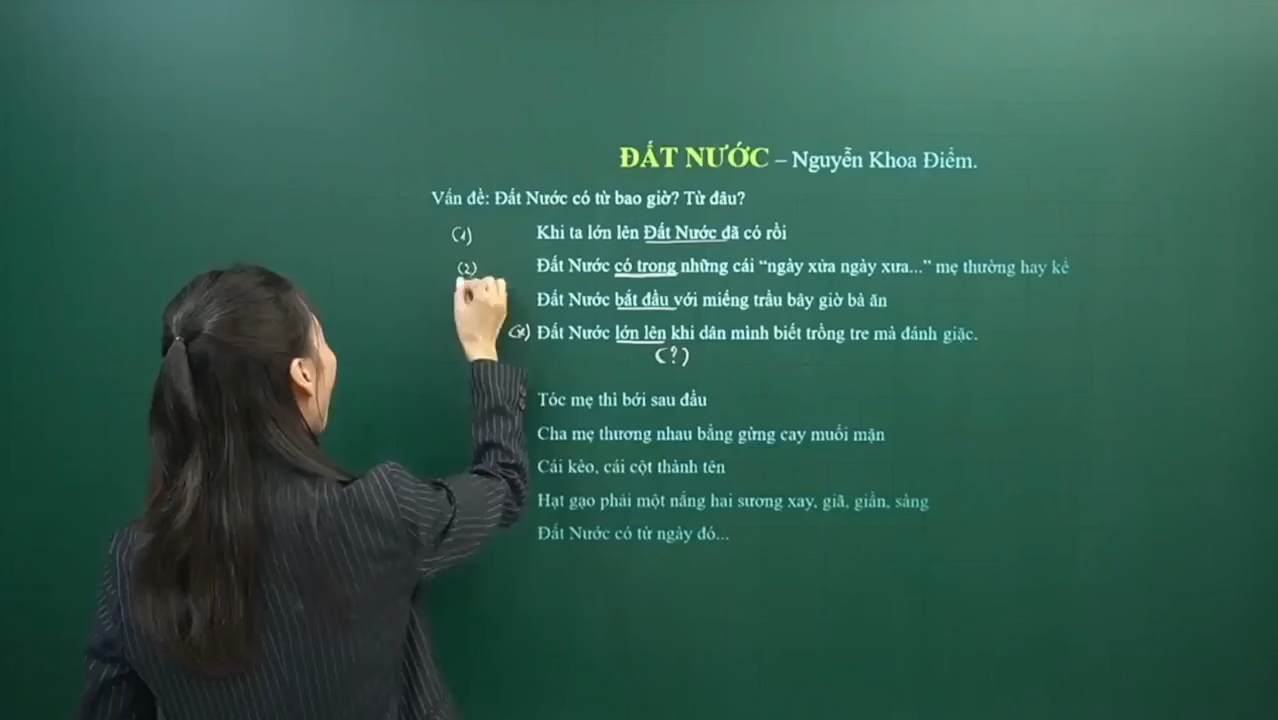 ĐẤT NƯỚC – Nguyễn Khoa Điềm.
Vấn đề: Đất Nước có từ bao giờ? Từ đâu?
(1) Khi ta lớn lên Đất Nước đã có rồi
(2) Đất Nước có trong những cái “ngày xửa ngày xưa...” mẹ thường hay kể
Đất Nước bắt đầu với miếng trầu bây giờ bà ăn
Đất Nước lớn lên khi dân mình biết trồng tre mà đánh giặc.
(?)
Tóc mẹ thì bới sau đầu
Cha mẹ thương nhau bằng gừng cay muối mặn
Cái kèo, cái cột thành tên
Hạt gạo phải một nắng hai sương xay, giã, giần, sàng
Đất Nước có từ ngày đó...